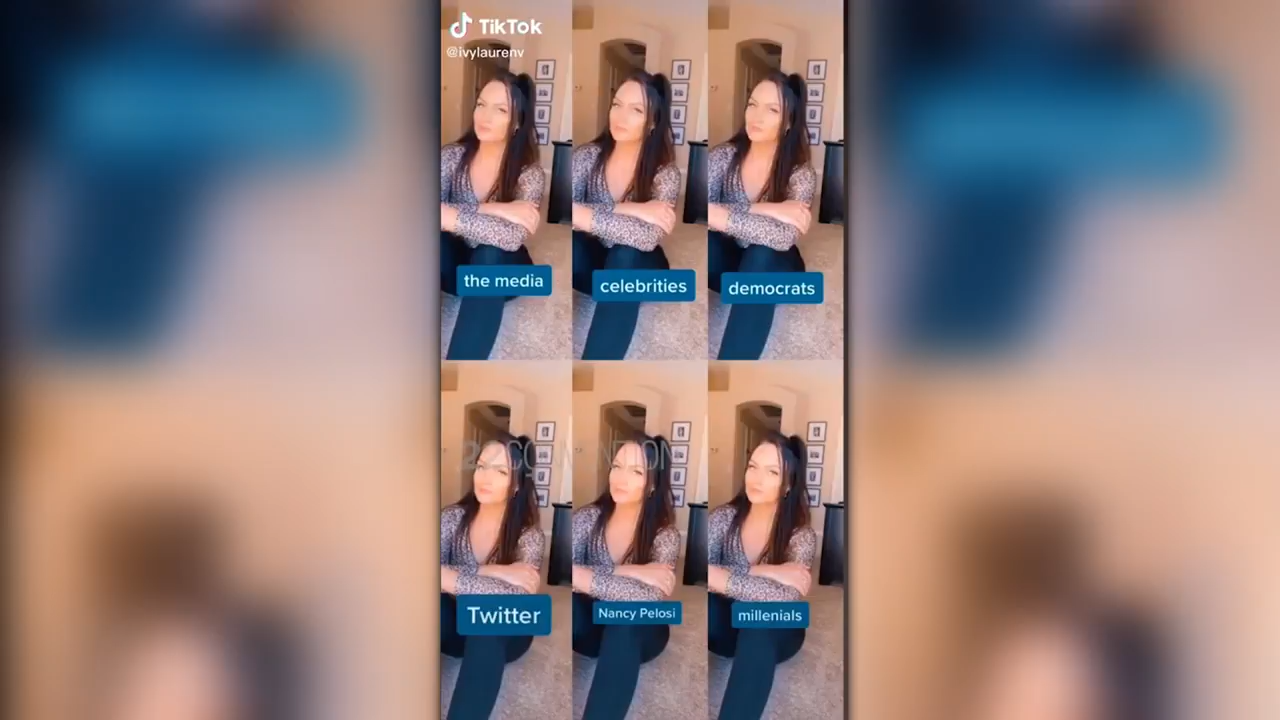 TikTok
@ivylaurenv
the media
celebrities
democrats
Twitter
Nancy Pelosi
millenials